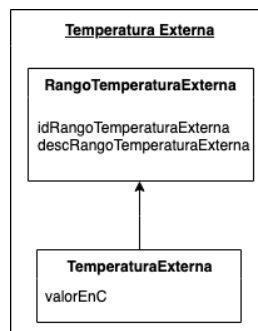 Temperatura Externa
RangoTemperaturaExterna
idRangoTemperaturaExterna
descRangoTemperaturaExterna
TemperaturaExterna
valorEnC